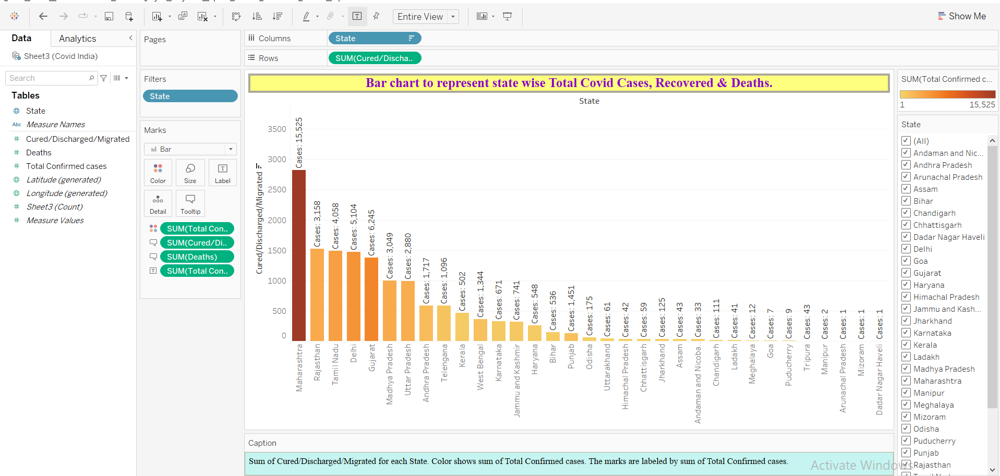 Entire View
Show Me
Data
Analytics
Sheet3 (Covid India)
Search
Tables
State
Abc Measure Names
Cured/Discharged/Migrated
Deaths
Total Confirmed cases
Latitude (generated)
Longitude (generated)
Sheet3 (Count)
Measure Values
Pages
Filters
State
Marks
Bar
Color
Size
Label
Detail
Tooltip
SUM(Total Con..
SUM(Cured/Di..
SUM(Deaths)
SUM(Total Con..
Columns
State
Rows
SUM(Cured/Discha..
Bar chart to represent state wise Total Covid Cases, Recovered & Deaths.
State
Cured/Discharged/Migrated
3500
3000
2500
2000
1500
1000
500
0
Cases: 15,525
Cases: 3,158
Cases: 4,058
Cases: 5,104
Cases: 6,245
Cases: 3,049
Cases: 2,880
Cases: 1,717
Cases: 1,096
Cases: 502
Cases: 1,344
Cases: 671
Cases: 741
Cases: 548
Cases: 536
Cases: 1,451
Cases: 175
Cases: 61
Cases: 42
Cases: 59
Cases: 125
Cases: 43
Cases: 33
Cases: 111
Cases: 41
Cases: 12
Cases: 7
Cases: 9
Cases: 43
Cases: 2
Cases: 1
Cases: 1
Cases: 1
Maharashtra
Rajasthan
Tamil Nadu
Delhi
Gujarat
Madhya Pradesh
Uttar Pradesh
Andhra Pradesh
Telengana
Kerala
West Bengal
Karnataka
Jammu and Kashmir
Haryana
Bihar
Punjab
Odisha
Uttarakhand
Himachal Pradesh
Chhattisgarh
Jharkhand
Assam
Andaman and Nicoba..
Chandigarh
Ladakh
Meghalaya
Goa
Puducherry
Tripura
Manipur
Arunachal Pradesh
Mizoram
Dadar Nagar Haveli
Caption
Sum of Cured/Discharged/Migrated for each State. Color shows sum of Total Confirmed cases. The marks are labeled by sum of Total Confirmed cases.
SUM(Total Confirmed c...
1 15,525
State
(All)
Andaman and Nic...
Andhra Pradesh
Arunachal Pradesh
Assam
Bihar
Chandigarh
Chhattisgarh
Dadar Nagar Haveli
Delhi
Goa
Gujarat
Haryana
Himachal Pradesh
Jammu and Kash...
Jharkhand
Karnataka
Kerala
Ladakh
Madhya Pradesh
Maharashtra
Manipur
Meghalaya
Mizoram
Odisha
Puducherry
Punjab
Rajasthan
Activate Windows